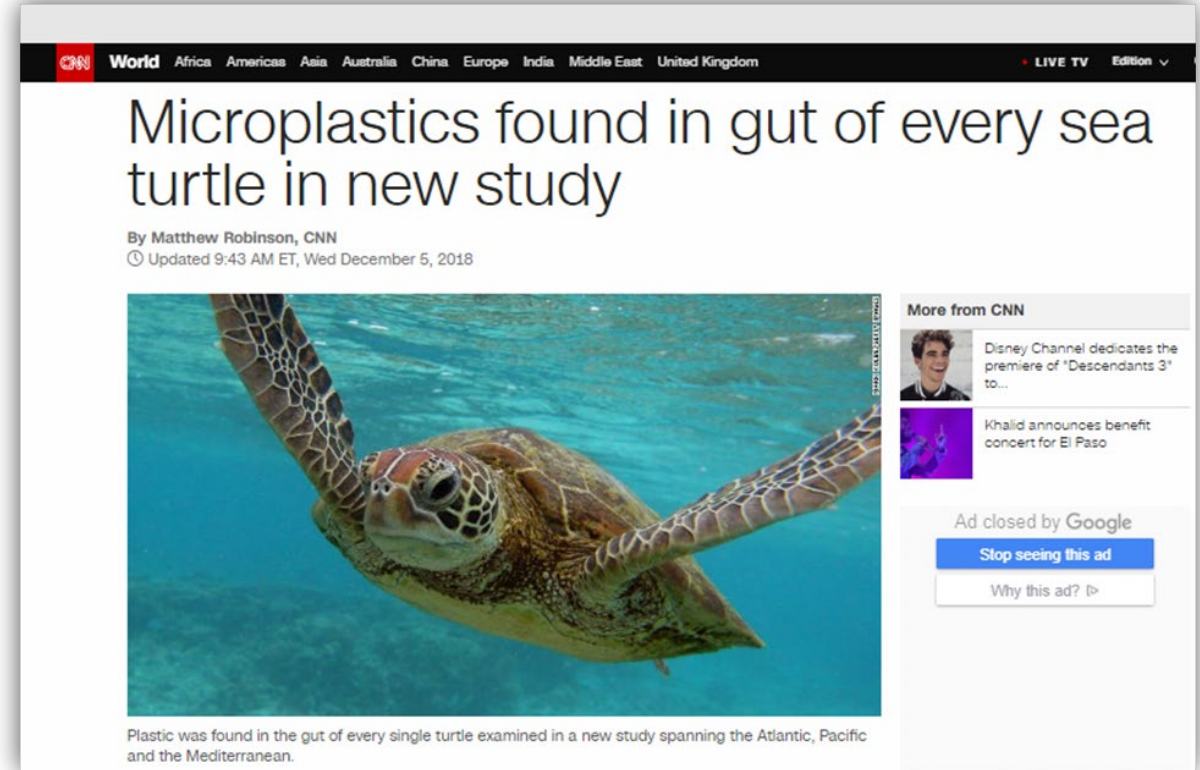 CNN World Africa Americas Asia Australia China Europe India Middle East United Kingdom LIVE TV Edition
Microplastics found in gut of every sea
turtle in new study
By Matthew Robinson, CNN
Updated 9:43 AM ET, Wed December 5, 2018
Plastic was found in the gut of every single turtle examined in a new study spanning the Atlantic, Pacific
and the Mediterranean.
More from CNN
Disney Channel dedicates the
premiere of "Descendants 3"
to...
Khalid announces benefit
concert for El Paso
Ad closed by Google
Stop seeing this ad
Why this ad?